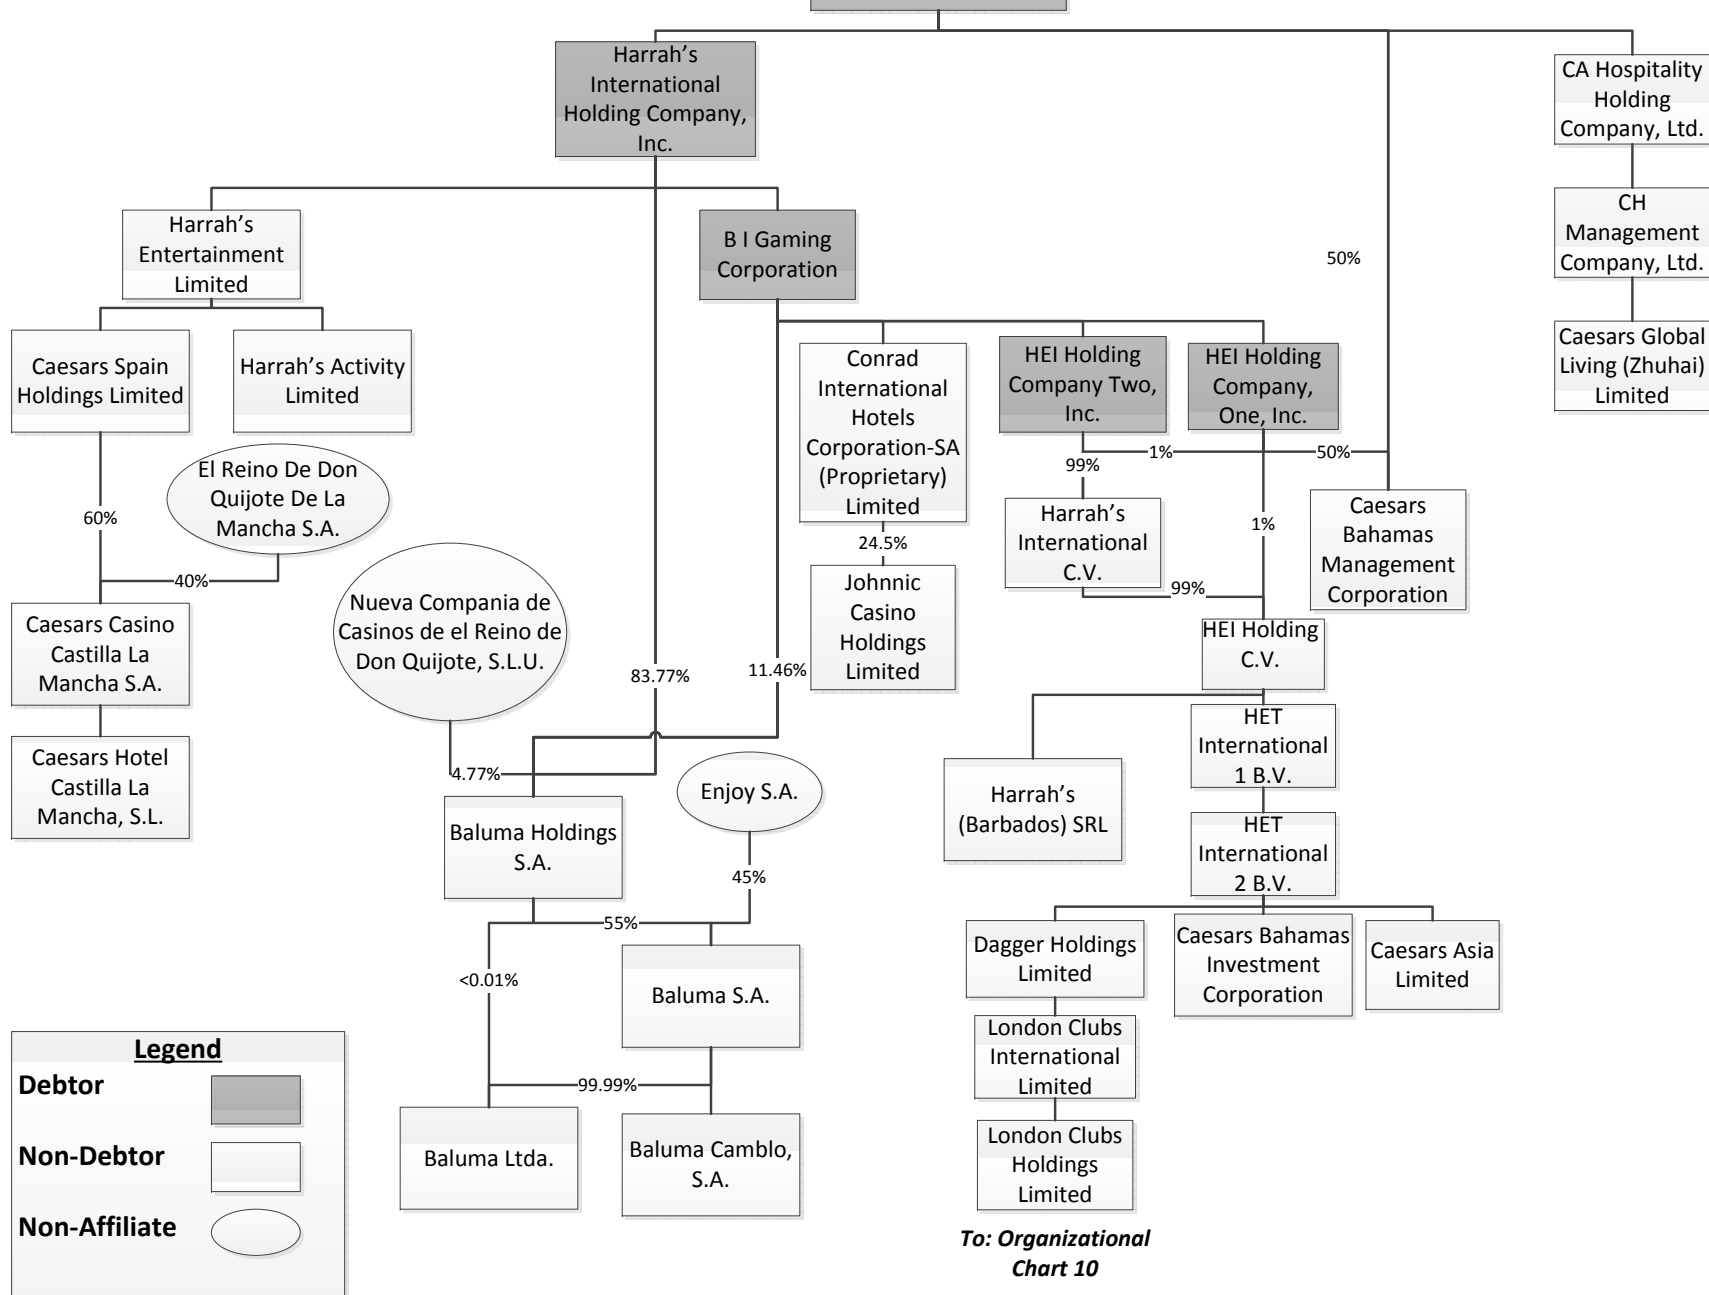 Harrah’s
International
Holding Company,
Inc.
CA Hospitality
Holding
Company, Ltd.
Harrah’s
Entertainment
Limited
B I Gaming
Corporation
CH
Management
Company, Ltd.
50%
Caesars Spain
Holdings Limited
Harrah’s Activity
Limited
Conrad
International
Hotels
Corporation-SA
(Proprietary)
Limited
HEI Holding
Company Two,
Inc.
HEI Holding
Company,
One, Inc.
Caesars Global
Living (Zhuhai)
Limited
El Reino De Don
Quijote De La
Mancha S.A.
1%
50%
99%
60%
Harrah’s
International
C.V.
1%
Caesars
Bahamas
Management
Corporation
24.5%
40%
99%
Nueva Compania de
Casinos de el Reino de
Don Quijote, S.L.U.
Johnnic
Casino
Holdings
Limited
Caesars Casino
Castilla La
Mancha S.A.
HEI Holding
C.V.
83.77%
11.46%
Caesars Hotel
Castilla La
Mancha, S.L.
4.77%
Enjoy S.A.
HET
International
1 B.V.
Harrah’s
(Barbados) SRL
Baluma Holdings
S.A.
HET
International
2 B.V.
45%
55%
<0.01%
Baluma S.A.
Dagger Holdings
Limited
Caesars Bahamas
Investment
Corporation
Caesars Asia
Limited
London Clubs
International
Limited
99.99%
Baluma Ltda.
Baluma Camblo,
S.A.
London Clubs
Holdings
Limited
To: Organizational
Chart 10
Legend
Debtor
Non-Debtor
Non-Affiliate